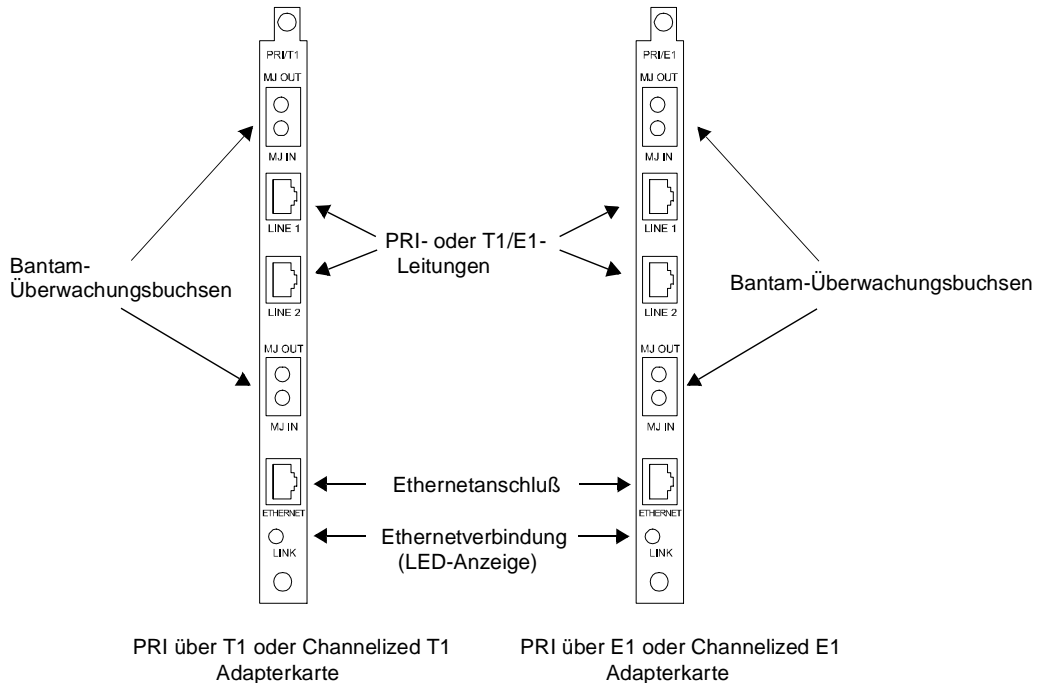 PRI/T1
MJ OUT
MJ IN
LINE 1
LINE 2
MJ OUT
MJ IN
ETHERNET
LINK
PRI/E1
MJ OUT
MJ IN
LINE 1
LINE 2
MJ OUT
MJ IN
ETHERNET
LINK
Bantam-
Überwachungsbuchsen
PRI- oder T1/E1-
Leitungen
Bantam-Überwachungsbuchsen
Ethernetanschluß
Ethernetverbindung
(LED-Anzeige)
PRI über T1 oder Channelized T1
Adapterkarte
PRI über E1 oder Channelized E1
Adapterkarte